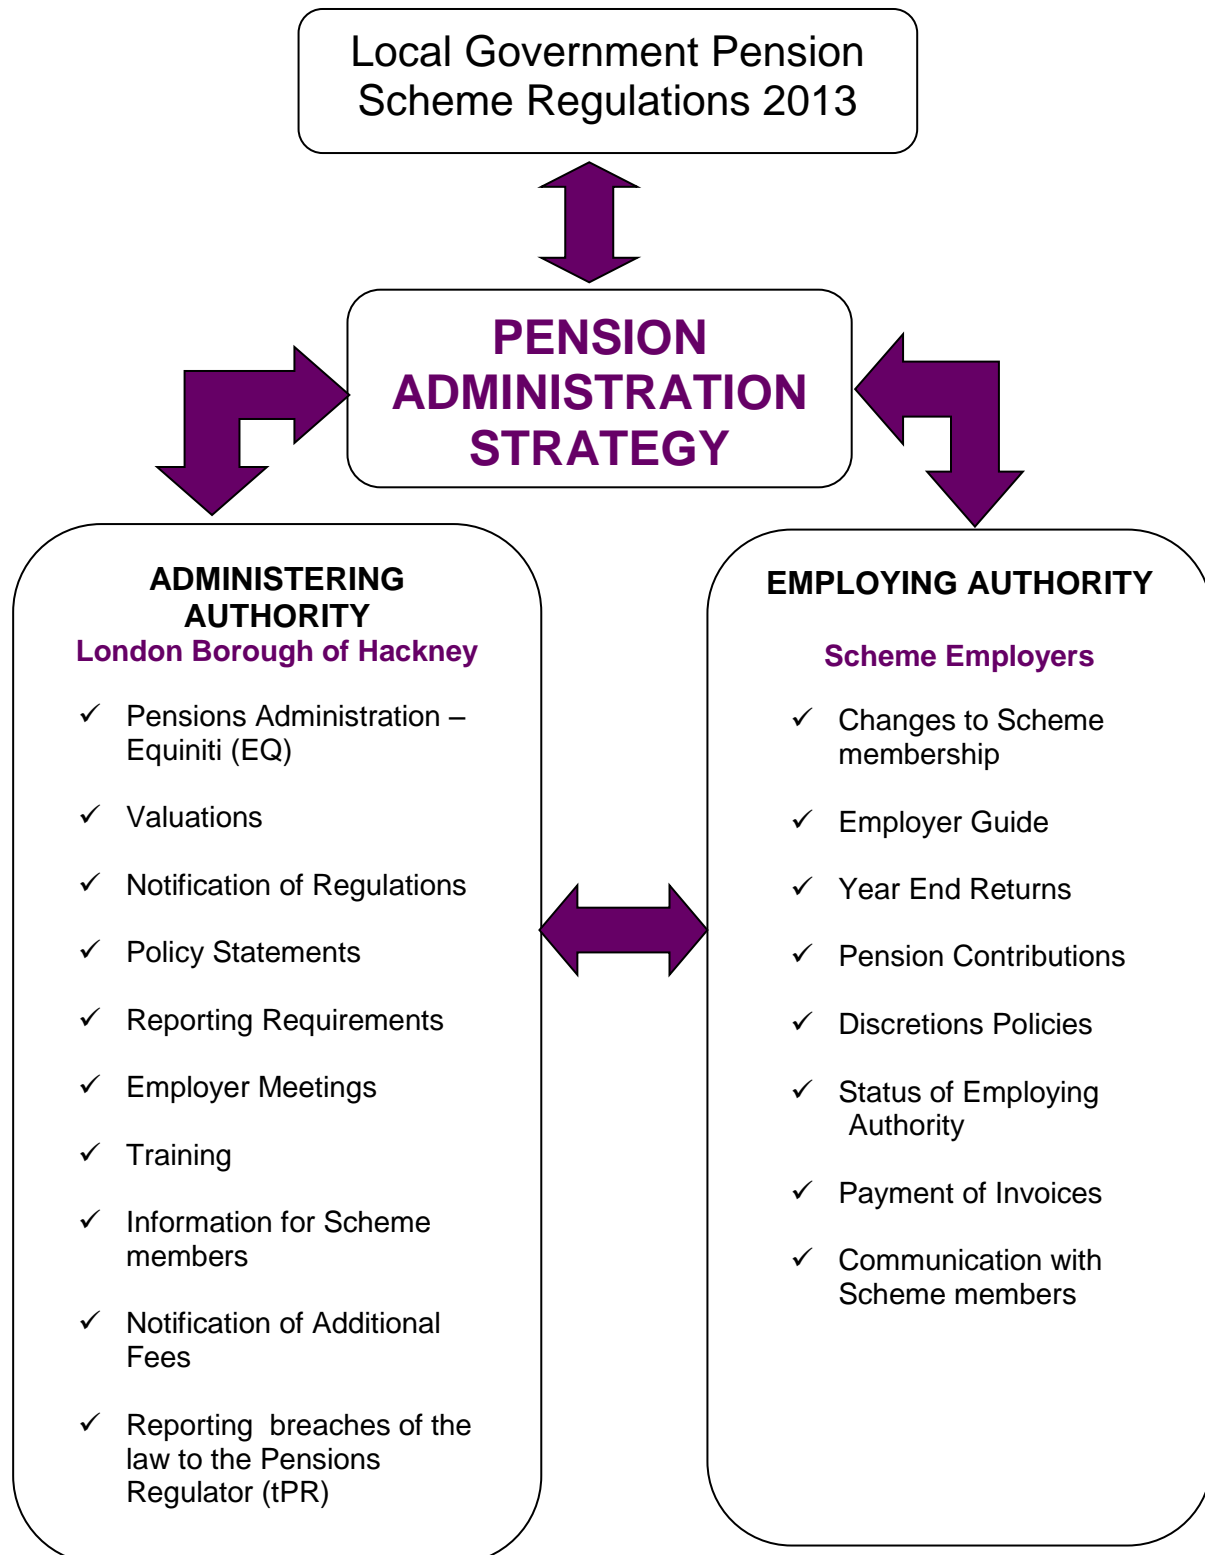 Local Government Pension
Scheme Regulations 2013
PENSION
ADMINISTRATION
STRATEGY
ADMINISTERING
AUTHORITY
London Borough of Hackney
✓ Pensions Administration –
Equiniti (EQ)
✓ Valuations
✓ Notification of Regulations
✓ Policy Statements
✓ Reporting Requirements
✓ Employer Meetings
✓ Training
✓ Information for Scheme
members
✓ Notification of Additional
Fees
✓ Reporting  breaches of the
law to the Pensions
Regulator (tPR)
EMPLOYING AUTHORITY
Scheme Employers
✓ Changes to Scheme
membership
✓ Employer Guide
✓ Year End Returns
✓ Pension Contributions
✓ Discretions Policies
✓ Status of Employing
Authority
✓ Payment of Invoices
✓ Communication with
Scheme members